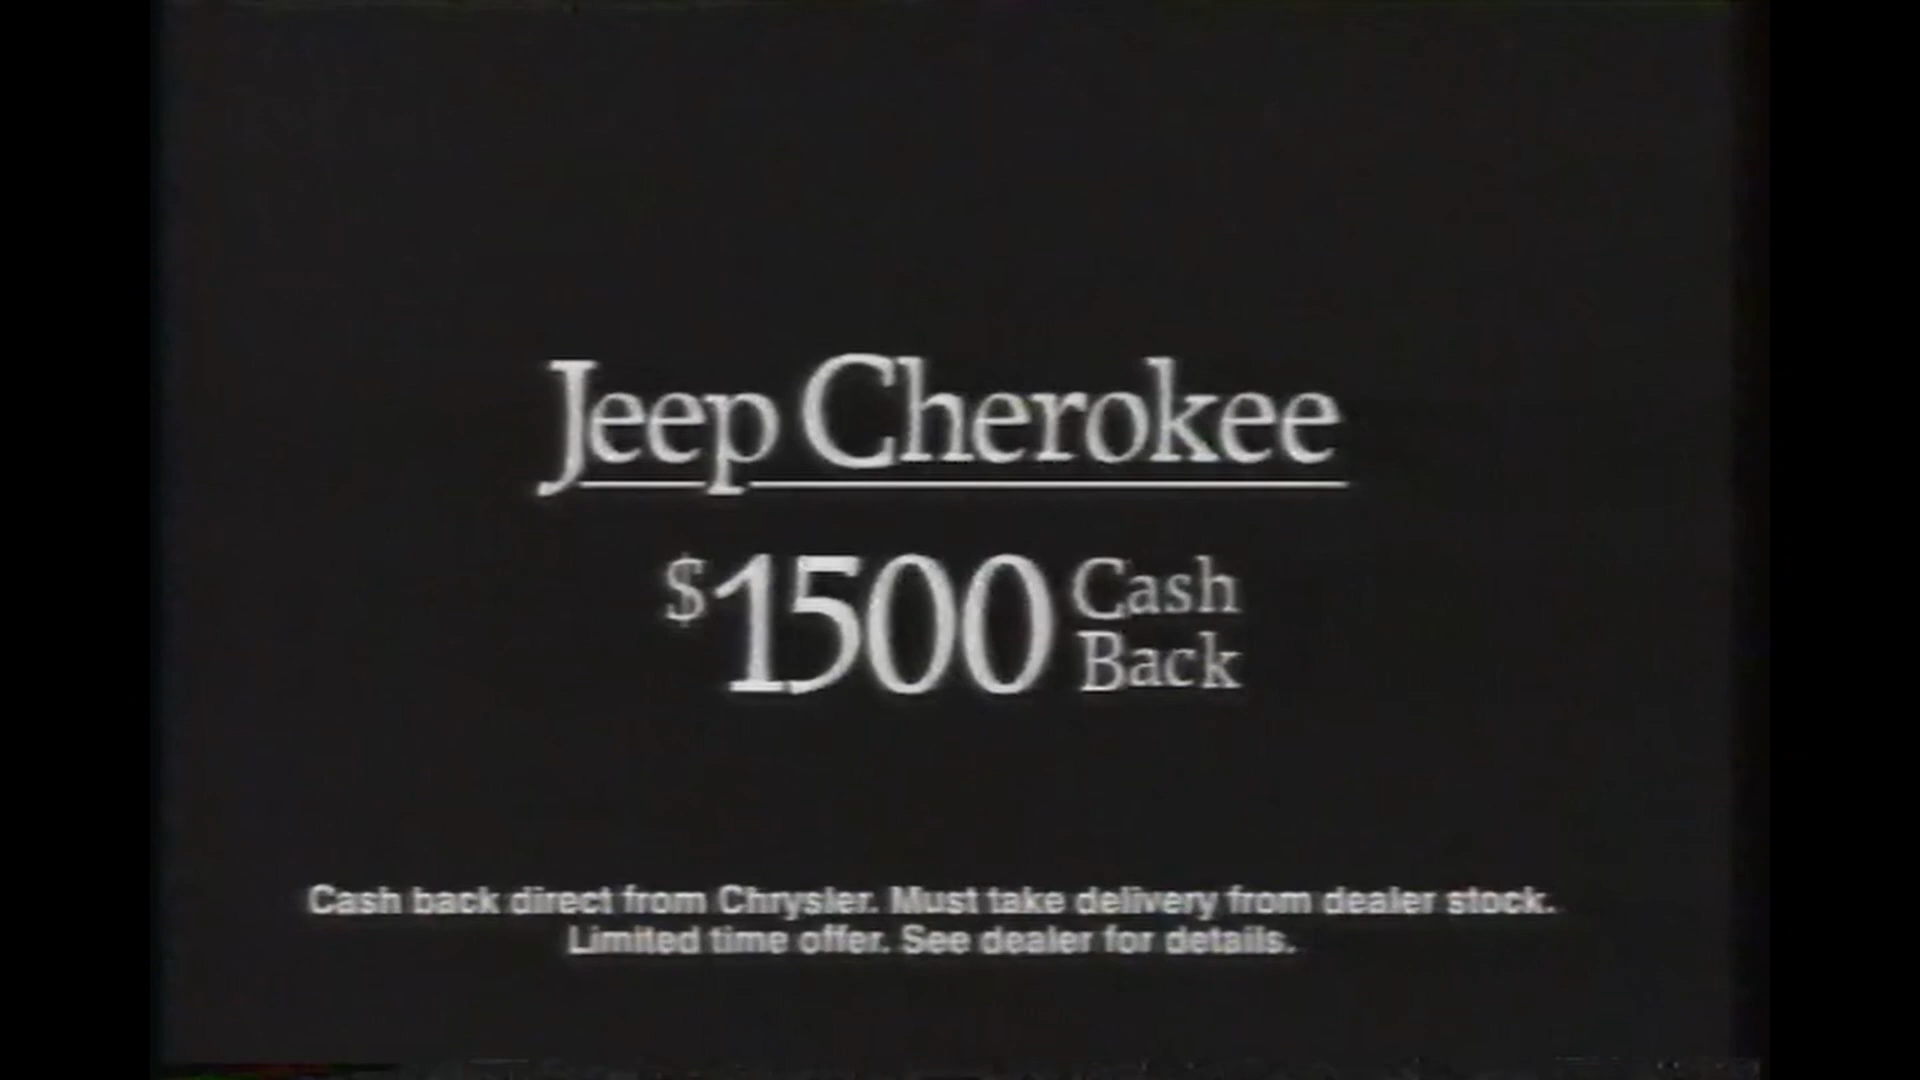 Jeep Cherokee
$1500 Cash Back
Cash back direct from Chrysler. Must take delivery from dealer stock.
Limited time offer. See dealer for details.